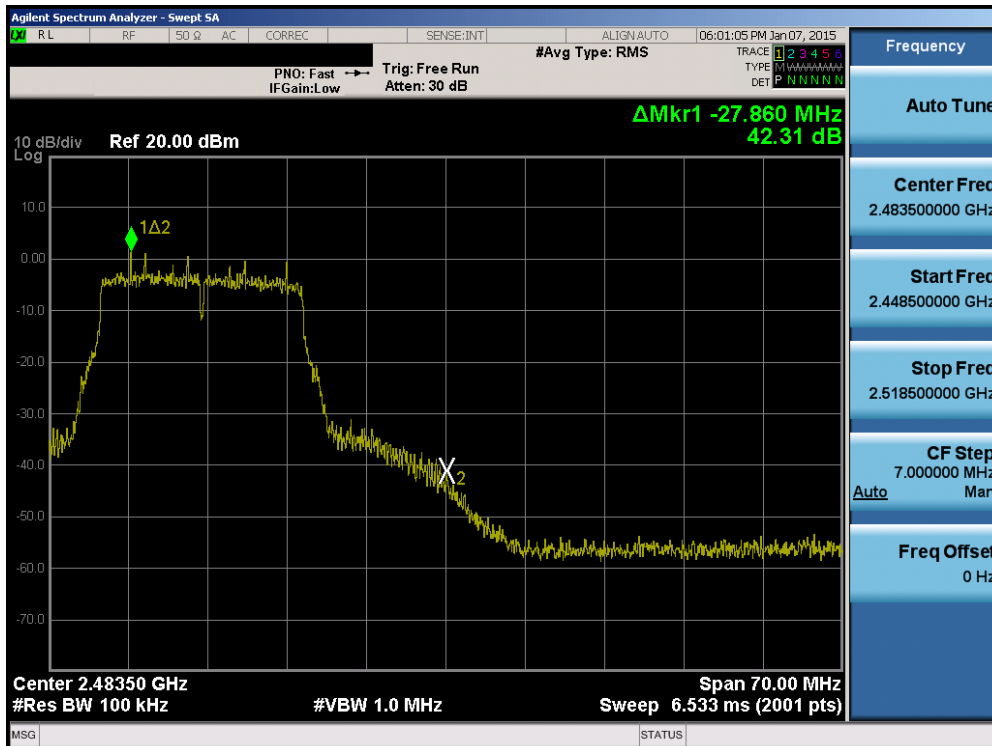 Agilent Spectrum Analyzer - Swept SA
LXI RL RF 50 Ω AC CORREC SENSE:INT ALIGN AUTO 06:01:05 PM Jan 07, 2015
Frequency
#Avg Type: RMS
TRACE 1 2 3 4 5 6
PNO: Fast
Trig: Free Run
TYPE
IFGain:Low
Atten: 30 dB
DET P N N N N N
Auto Tune
ΔMkr1 -27.860 MHz
42.31 dB
10 dB/div
Ref 20.00 dBm
Log
Center Freq
2.483500000 GHz
10.0
1Δ2
0.00
Start Freq
2.448500000 GHz
-10.0
-20.0
Stop Freq
2.518500000 GHz
-30.0
-40.0
2
CF Step
7.000000 MHz
Auto Man
-50.0
Freq Offset
0 Hz
-60.0
-70.0
Center 2.48350 GHz
Span 70.00 MHz
#Res BW 100 kHz
#VBW 1.0 MHz
Sweep 6.533 ms (2001 pts)
MSG
STATUS